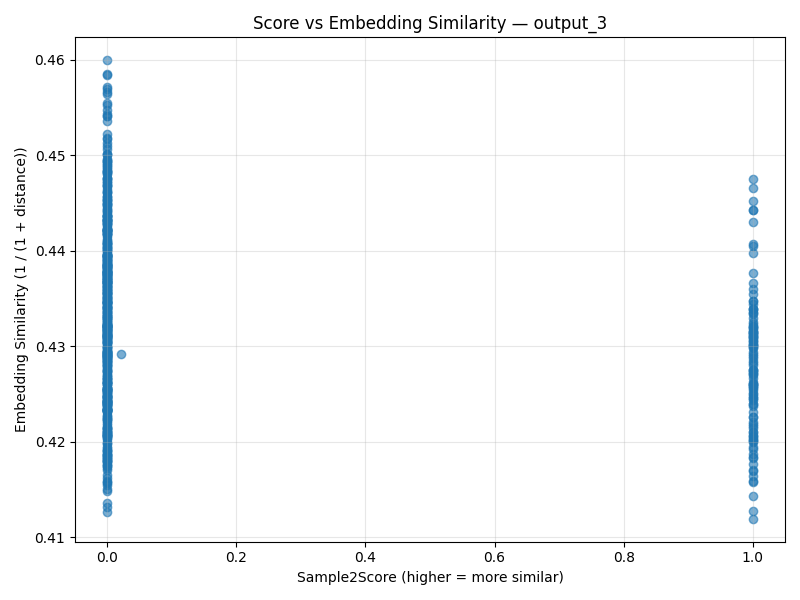 Score vs Embedding Similarity — output_3
Embedding Similarity (1 / (1 + distance))
0.46
0.45
0.44
0.43
0.42
0.41
0.0 0.2 0.4 0.6 0.8 1.0
Sample2Score (higher = more similar)